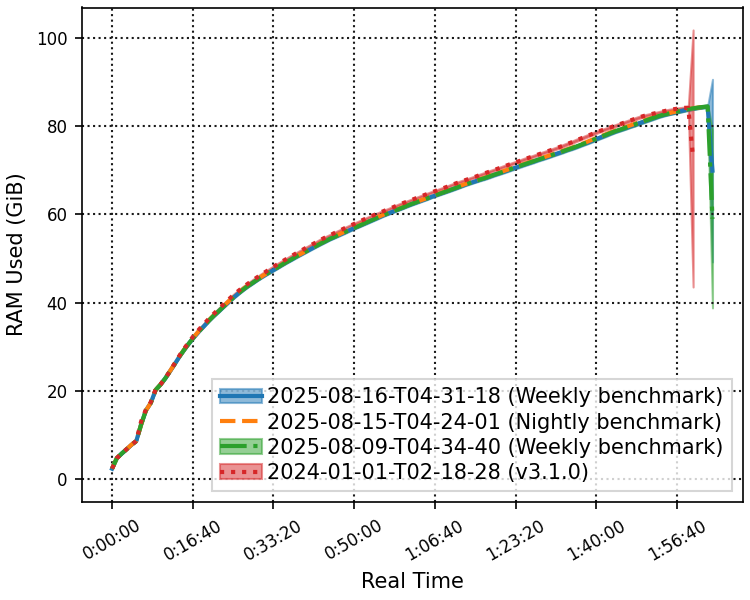 100
80
60
40
20
0
RAM Used (GiB)
2025-08-16-T04-31-18 (Weekly benchmark)
2025-08-15-T04-24-01 (Nightly benchmark)
2025-08-09-T04-34-40 (Weekly benchmark)
2024-01-01-T02-18-28 (v3.1.0)
0:00:00
0:16:40
0:33:20
0:50:00
1:06:40
1:23:20
1:40:00
1:56:40
Real Time